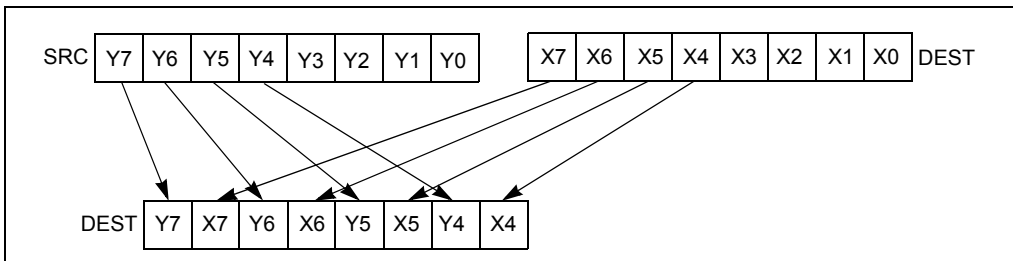 SRC Y7 Y6 Y5 Y4 Y3 Y2 Y1 Y0 X7 X6 X5 X4 X3 X2 X1 X0 DEST
DEST Y7 X7 Y6 X6 Y5 X5 Y4 X4